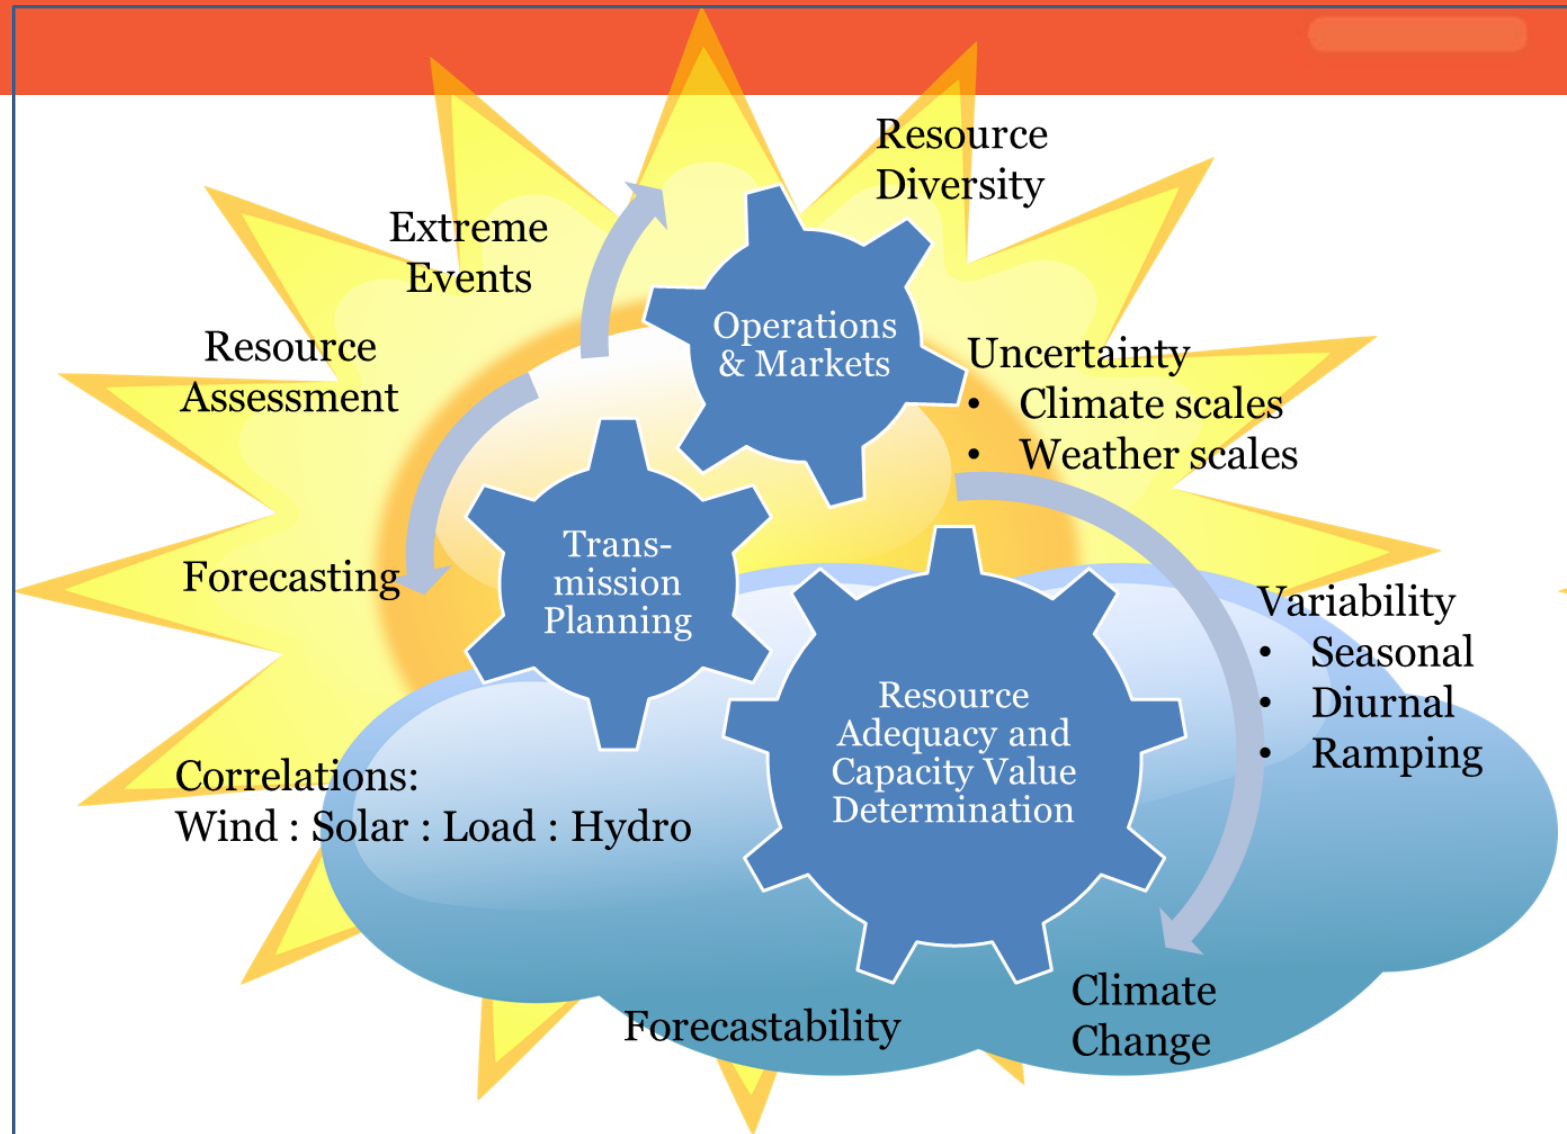 Resource
Diversity
Extreme
Events
Operations
& Markets
Resource
Assessment
Uncertainty
• Climate scales
• Weather scales
Trans-
mission
Planning
Forecasting
Variability
• Seasonal
• Diurnal
• Ramping
Resource
Adequacy and
Capacity Value
Determination
Correlations:
Wind : Solar : Load : Hydro
Climate
Change
Forecastability